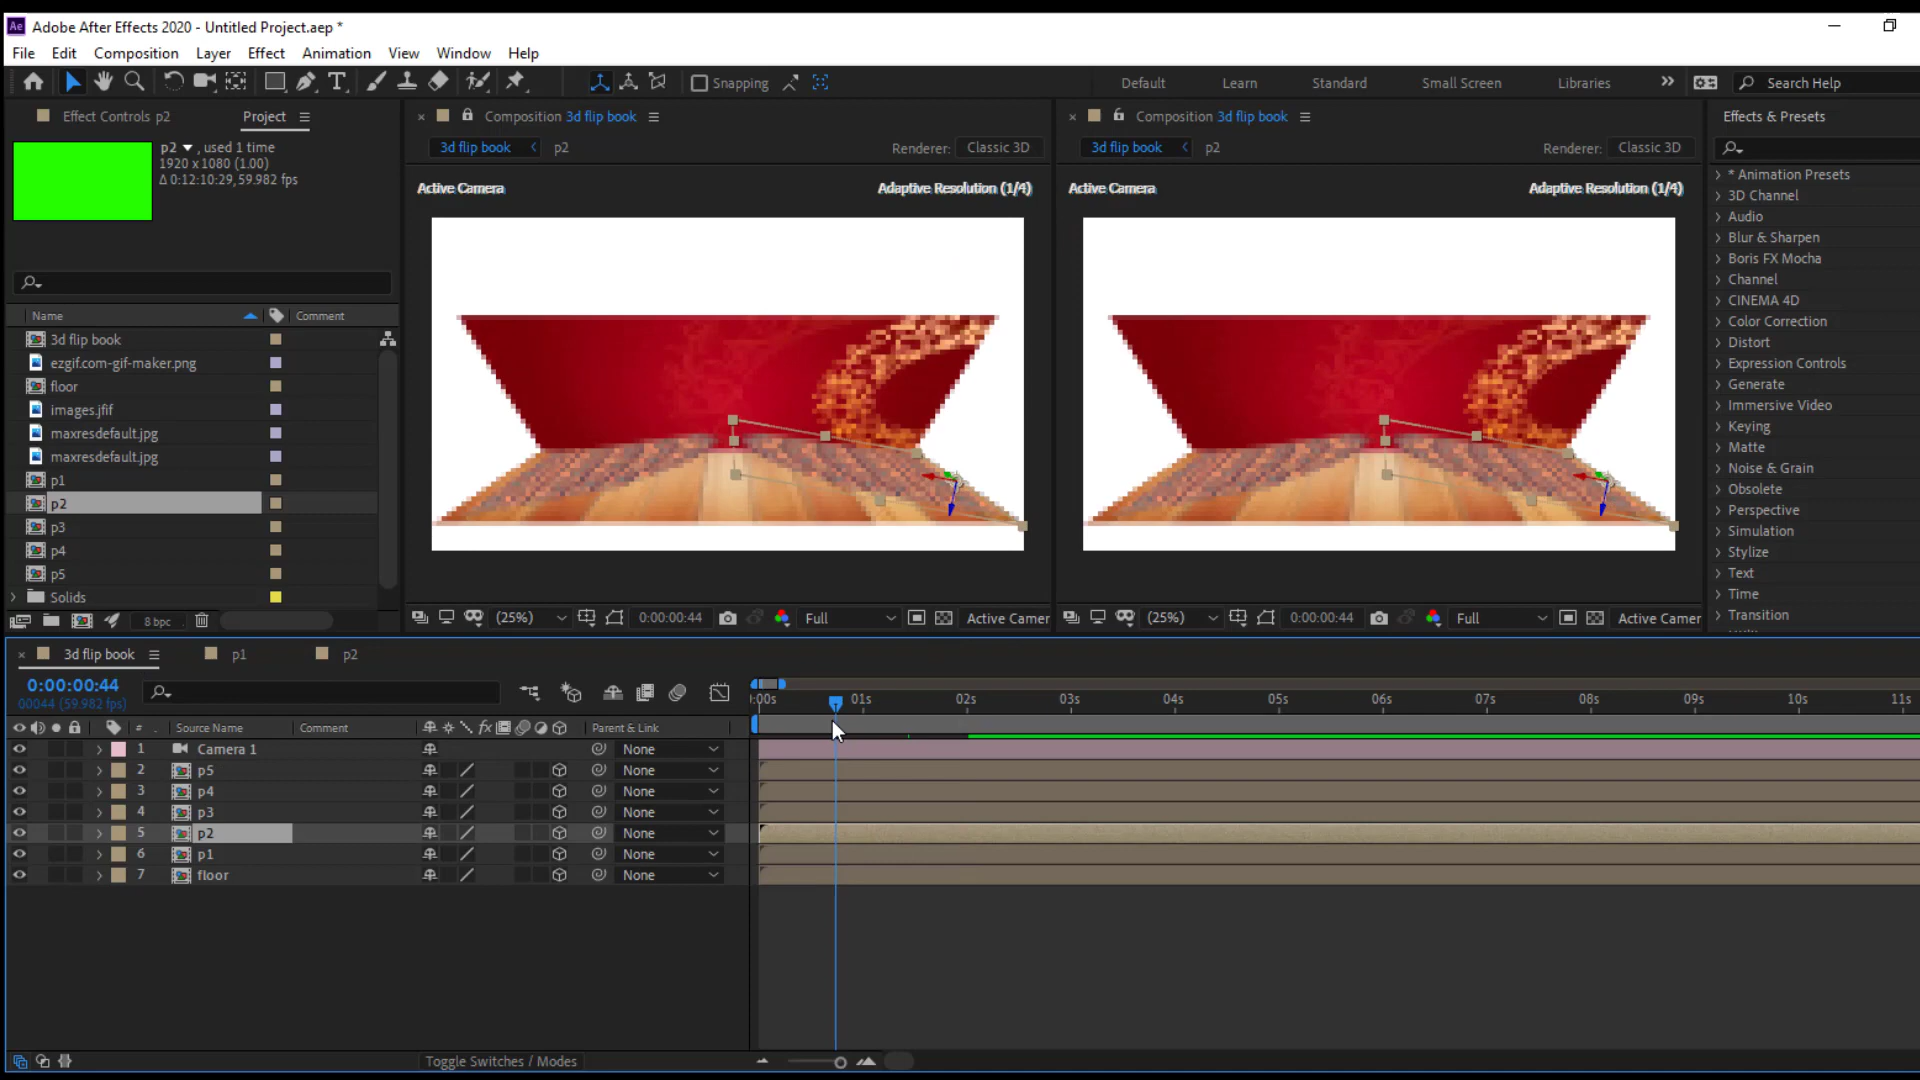 Ae Adobe After Effects 2020 - Untitled Project.aep *
File Edit Composition Layer Effect Animation View Window Help
Snapping Default Learn Standard Small Screen Libraries Search Help
Effect Controls p2 Project
p2 , used 1 time
1920 x 1080 (1.00)
Δ 0:12:10:29, 59.982 fps
Name Comment
3d flip book
ezgif.com-gif-maker.png
floor
images.jfif
maxresdefault.jpg
maxresdefault.jpg
p1
p2
p3
p4
p5
Solids
8 bpc
Composition 3d flip book
3d flip book p2 Renderer: Classic 3D
Active Camera Adaptive Resolution (1/4)
(25%) 0:00:00:44 Full Active Camer
Composition 3d flip book
3d flip book p2 Renderer: Classic 3D
Active Camera Adaptive Resolution (1/4)
(25%) 0:00:00:44 Full Active Camer
Effects & Presets
* Animation Presets
3D Channel
Audio
Blur & Sharpen
Boris FX Mocha
Channel
CINEMA 4D
Color Correction
Distort
Expression Controls
Generate
Immersive Video
Keying
Matte
Noise & Grain
Obsolete
Perspective
Simulation
Stylize
Text
Time
Transition
3d flip book p1 p2
0:00:00:44
00044 (59.982 fps)
:00s 01s 02s 03s 04s 05s 06s 07s 08s 09s 10s 11s
# Source Name Comment fx Parent & Link
1 Camera 1 None
2 p5 None
3 p4 None
4 p3 None
5 p2 None
6 p1 None
7 floor None
Toggle Switches / Modes